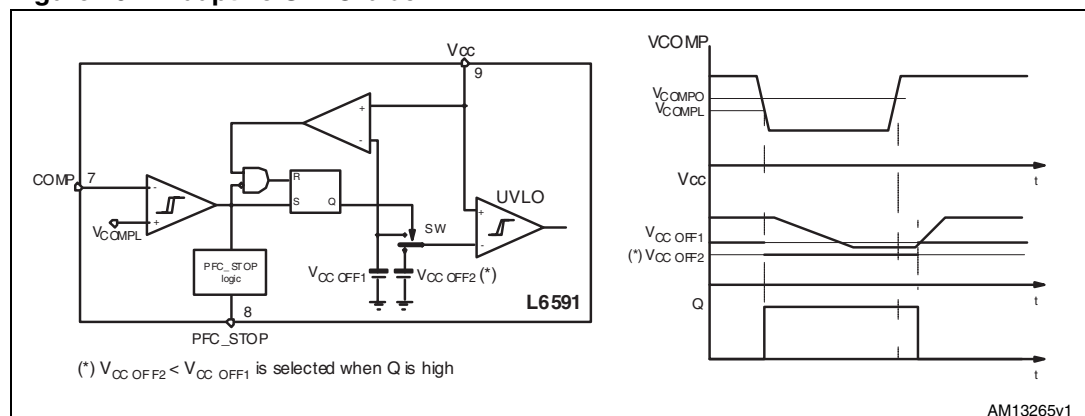 Vcc
9
COMP
7
-
+
VCOMPL
+
-
R
S
Q
SW
UVLO
+
-
PFC_STOP
logic
VCC OFF1
VCC OFF2 (*)
L6591
8
PFC_STOP
(*) VCC OFF2 < VCC OFF1 is selected when Q is high
VCOMP
VCOMPO
VCOMPL
t
Vcc
VCC OFF1
(*) VCC OFF2
t
Q
t
AM13265v1